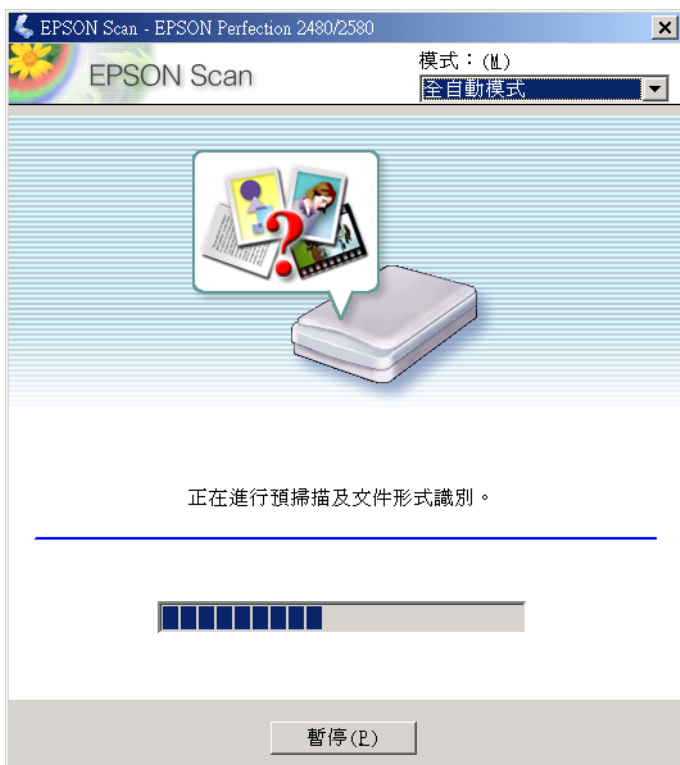 EPSON Scan - EPSON Perfection 2480/2580
EPSON Scan
模式：(M)
全自動模式
正在進行預掃描及文件形式識別。
暫停(P)